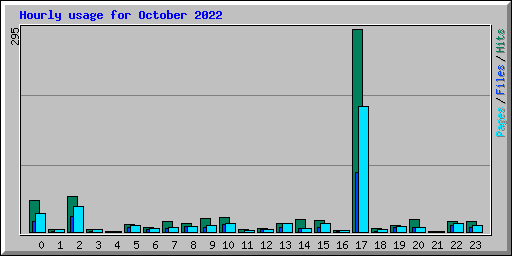 Hourly usage for October 2022
295
Pages/Files/Hits
0 1 2 3 4 5 6 7 8 9 10 11 12 13 14 15 16 17 18 19 20 21 22 23